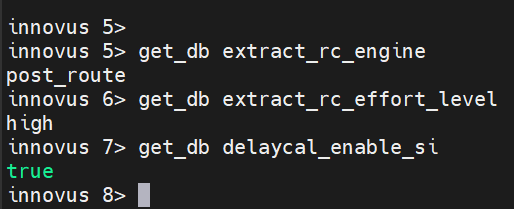 innovus 5>
innovus 5> get_db extract_rc_engine
post_route
innovus 6> get_db extract_rc_effort_level
high
innovus 7> get_db delaycal_enable_si
true
innovus 8>